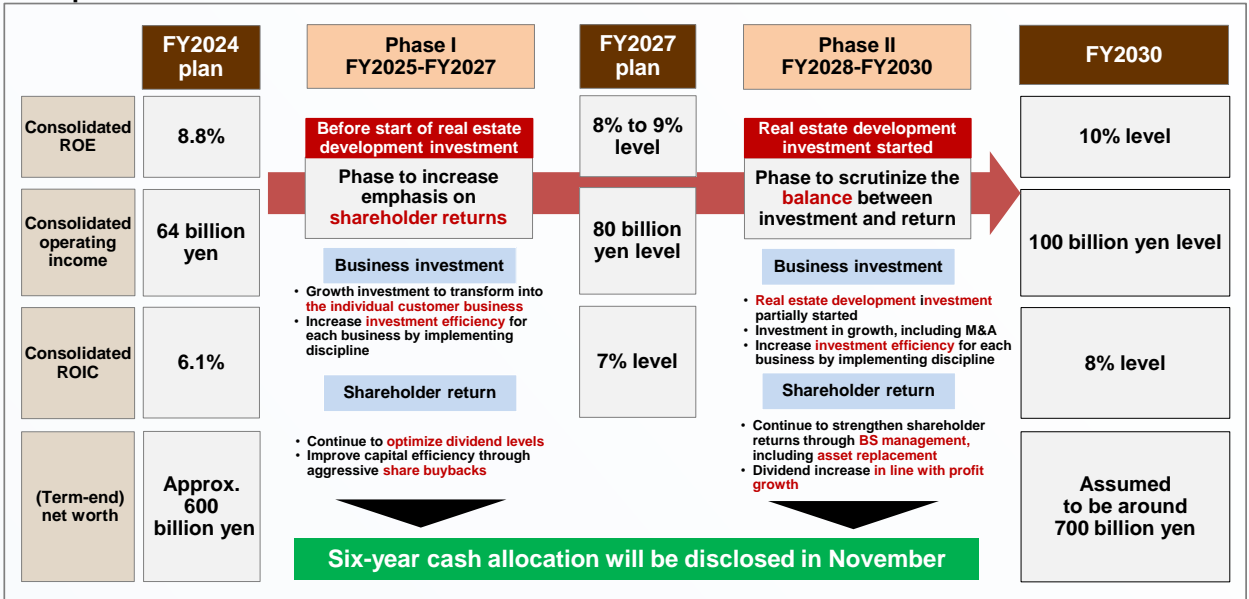 FY2024
plan
Phase I
FY2025-FY2027
FY2027
plan
Phase II
FY2028-FY2030
FY2030
Consolidated
ROE
8.8%
Before start of real estate
development investment
8% to 9%
level
Real estate development
investment started
10% level
Phase to increase
emphasis on
shareholder returns
Phase to scrutinize the
balance between
investment and return
Consolidated
operating
income
64 billion
yen
80 billion
yen level
100 billion yen level
Business investment
• Growth investment to transform into
the individual customer business
• Increase investment efficiency for
each business by implementing
discipline
Business investment
• Real estate development investment
partially started
• Investment in growth, including M&A
• Increase investment efficiency for each
business by implementing discipline
Consolidated
ROIC
6.1%
7% level
8% level
Shareholder return
• Continue to optimize dividend levels
• Improve capital efficiency through
aggressive share buybacks
Shareholder return
• Continue to strengthen shareholder
returns through BS management,
including asset replacement
• Dividend increase in line with profit
growth
(Term-end)
net worth
Approx.
600
billion yen
Assumed
to be around
700 billion yen
Six-year cash allocation will be disclosed in November